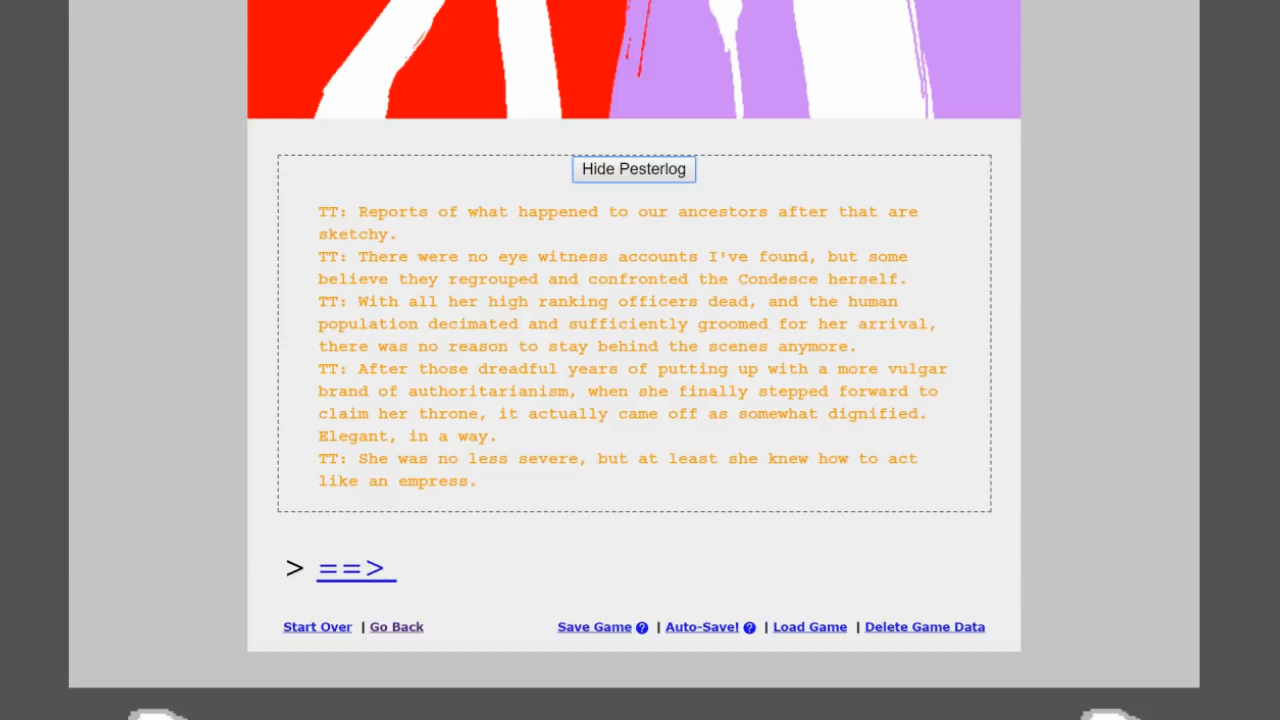 Hide Pesterlog
TT: Reports of what happened to our ancestors after that are
sketchy.
TT: There were no eye witness accounts I've found, but some
believe they regrouped and confronted the Condesce herself.
TT: With all her high ranking officers dead, and the human
population decimated and sufficiently groomed for her arrival,
there was no reason to stay behind the scenes anymore.
TT: After those dreadful years of putting up with a more vulgar
brand of authoritarianism, when she finally stepped forward to
claim her throne, it actually came off as somewhat dignified.
Elegant, in a way.
TT: She was no less severe, but at least she knew how to act
like an empress.
> ==>
Start Over | Go Back Save Game ? | Auto-Save! ? | Load Game | Delete Game Data